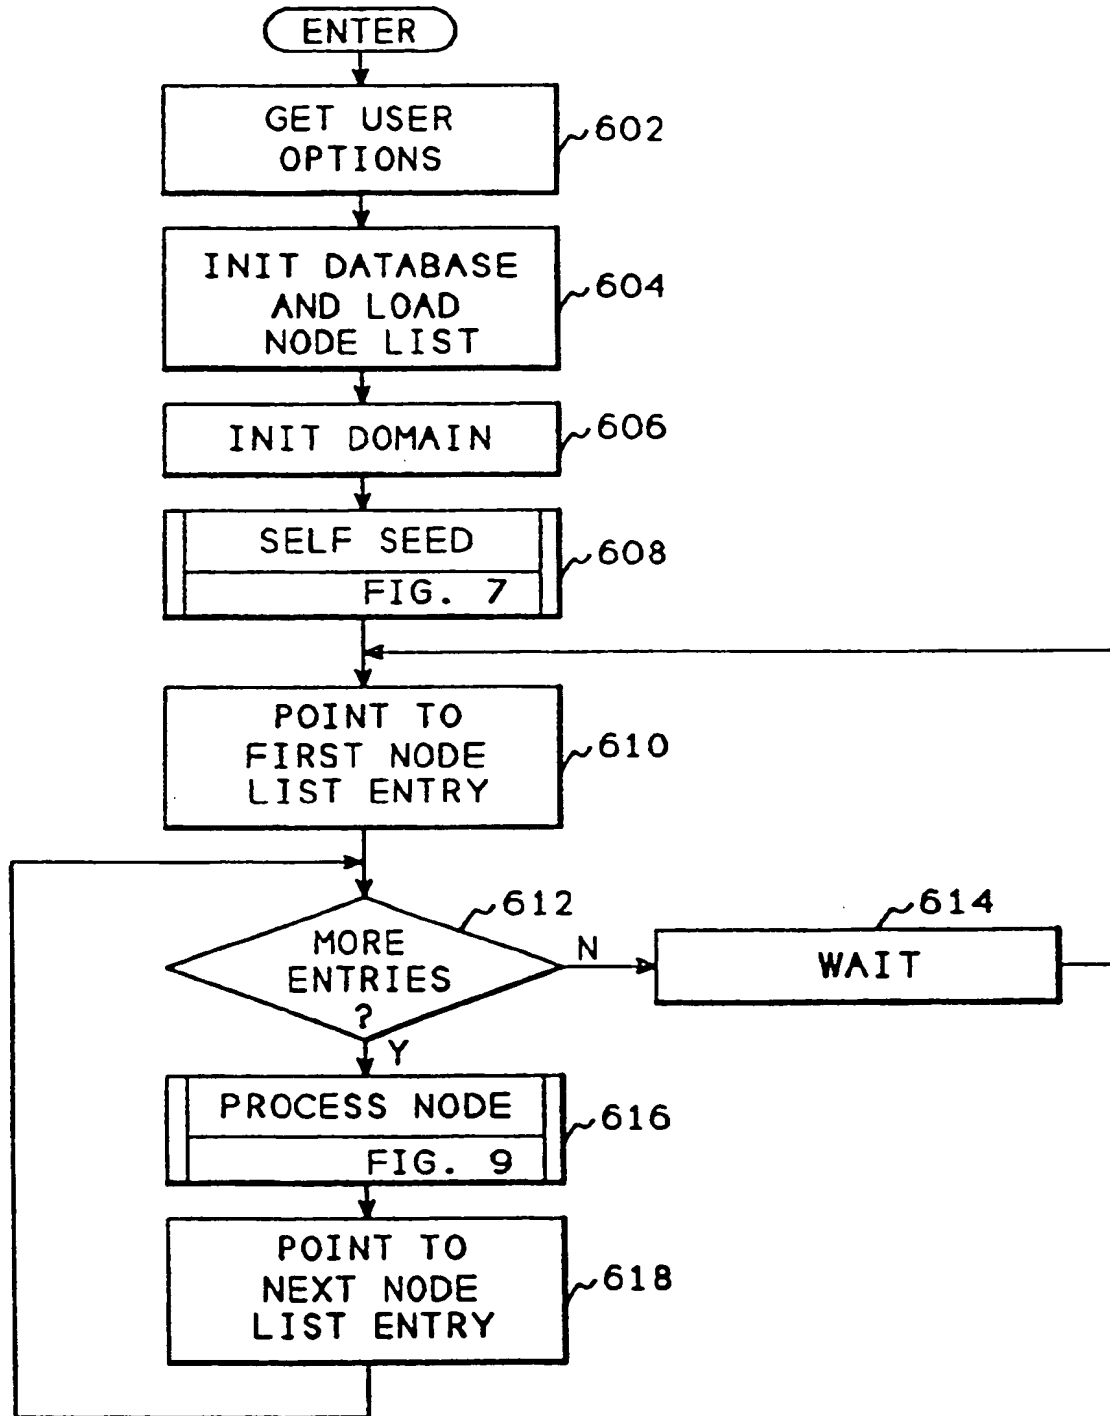 ENTER
GET USER
OPTIONS
602
INIT DATABASE
AND LOAD
NODE LIST
604
INIT DOMAIN
606
SELF SEED
FIG. 7
608
POINT TO
FIRST NODE
LIST ENTRY
610
MORE
ENTRIES
?
612
N
WAIT
614
Y
PROCESS NODE
FIG. 9
616
POINT TO
NEXT NODE
LIST ENTRY
618